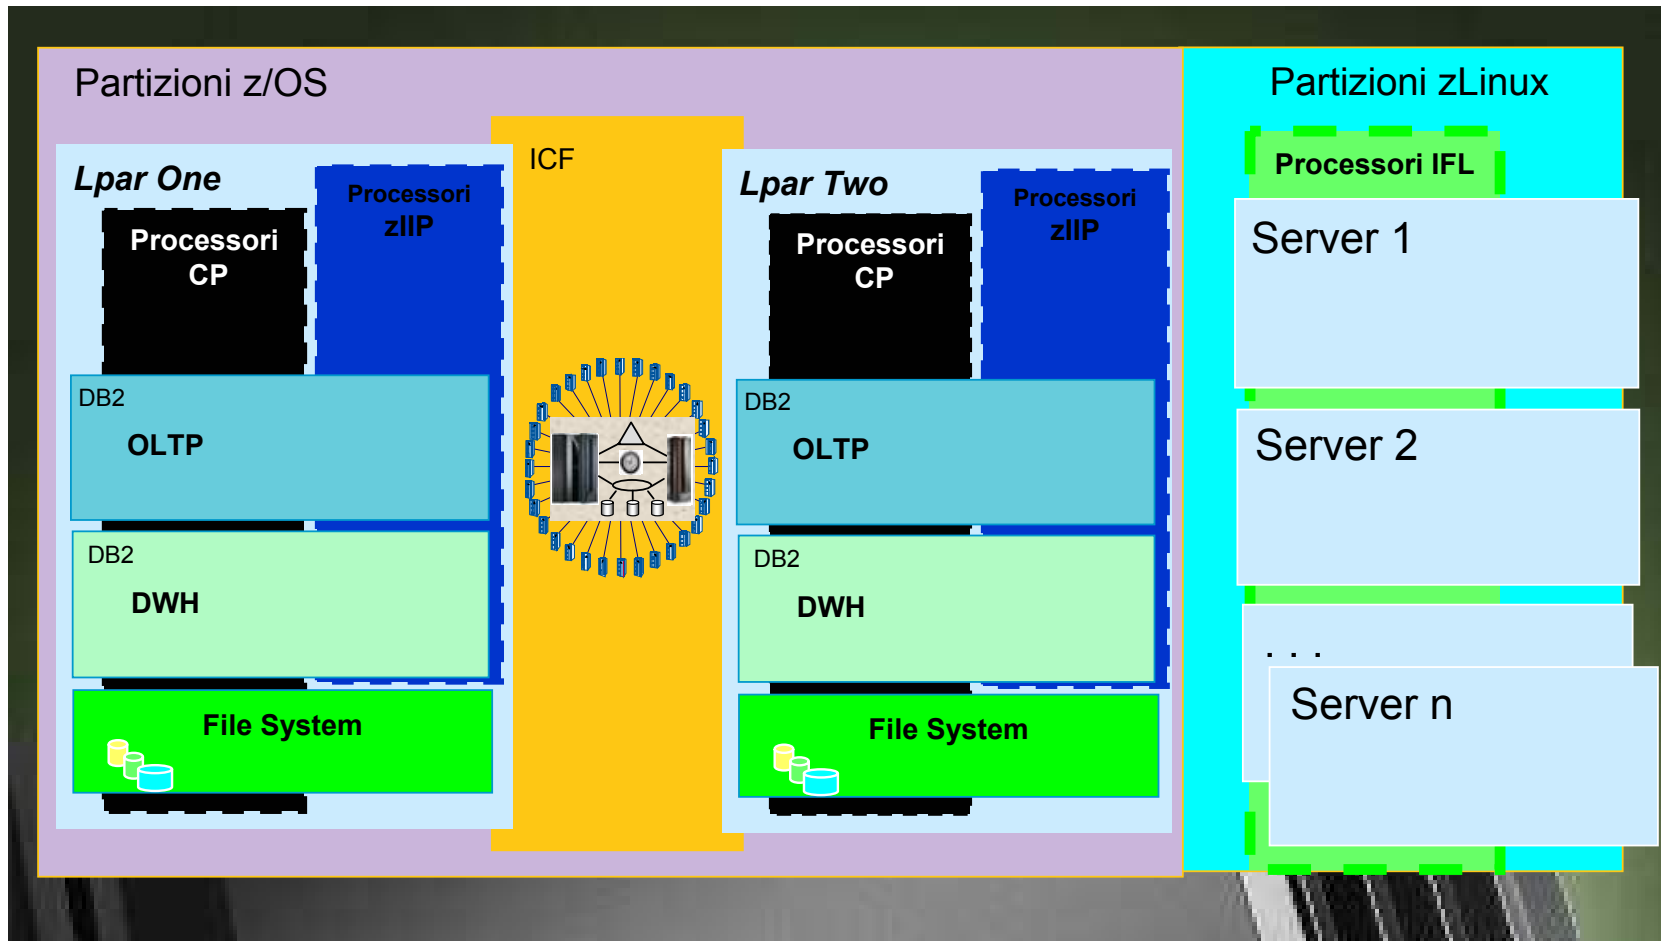 Partizioni z/OS
Partizioni zLinux
ICF
Lpar One
Processori
zIIP
Processori
CP
DB2
OLTP
DB2
DWH
File System
Lpar Two
Processori
zIIP
Processori
CP
DB2
OLTP
DB2
DWH
File System
Processori IFL
Server 1
Server 2
. . .
Server n